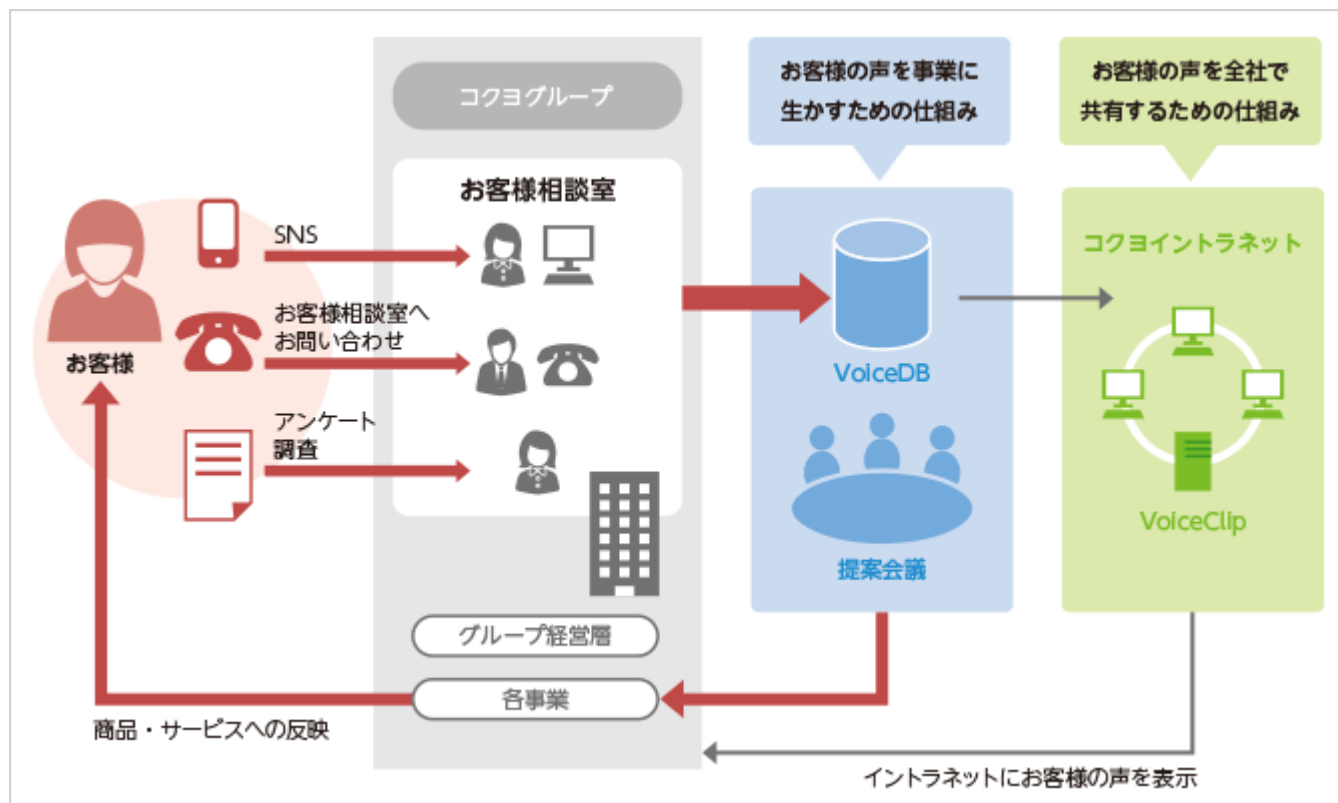 コクヨグループ
お客様の声を事業に
生かすための仕組み
お客様の声を全社で
共有するための仕組み
お客様相談室
SNS
お客様相談室へ
お問い合わせ
お客様
アンケート
調査
VoiceDB
提案会議
コクヨイントラネット
VoiceClip
グループ経営層
各事業
商品・サービスへの反映
イントラネットにお客様の声を表示